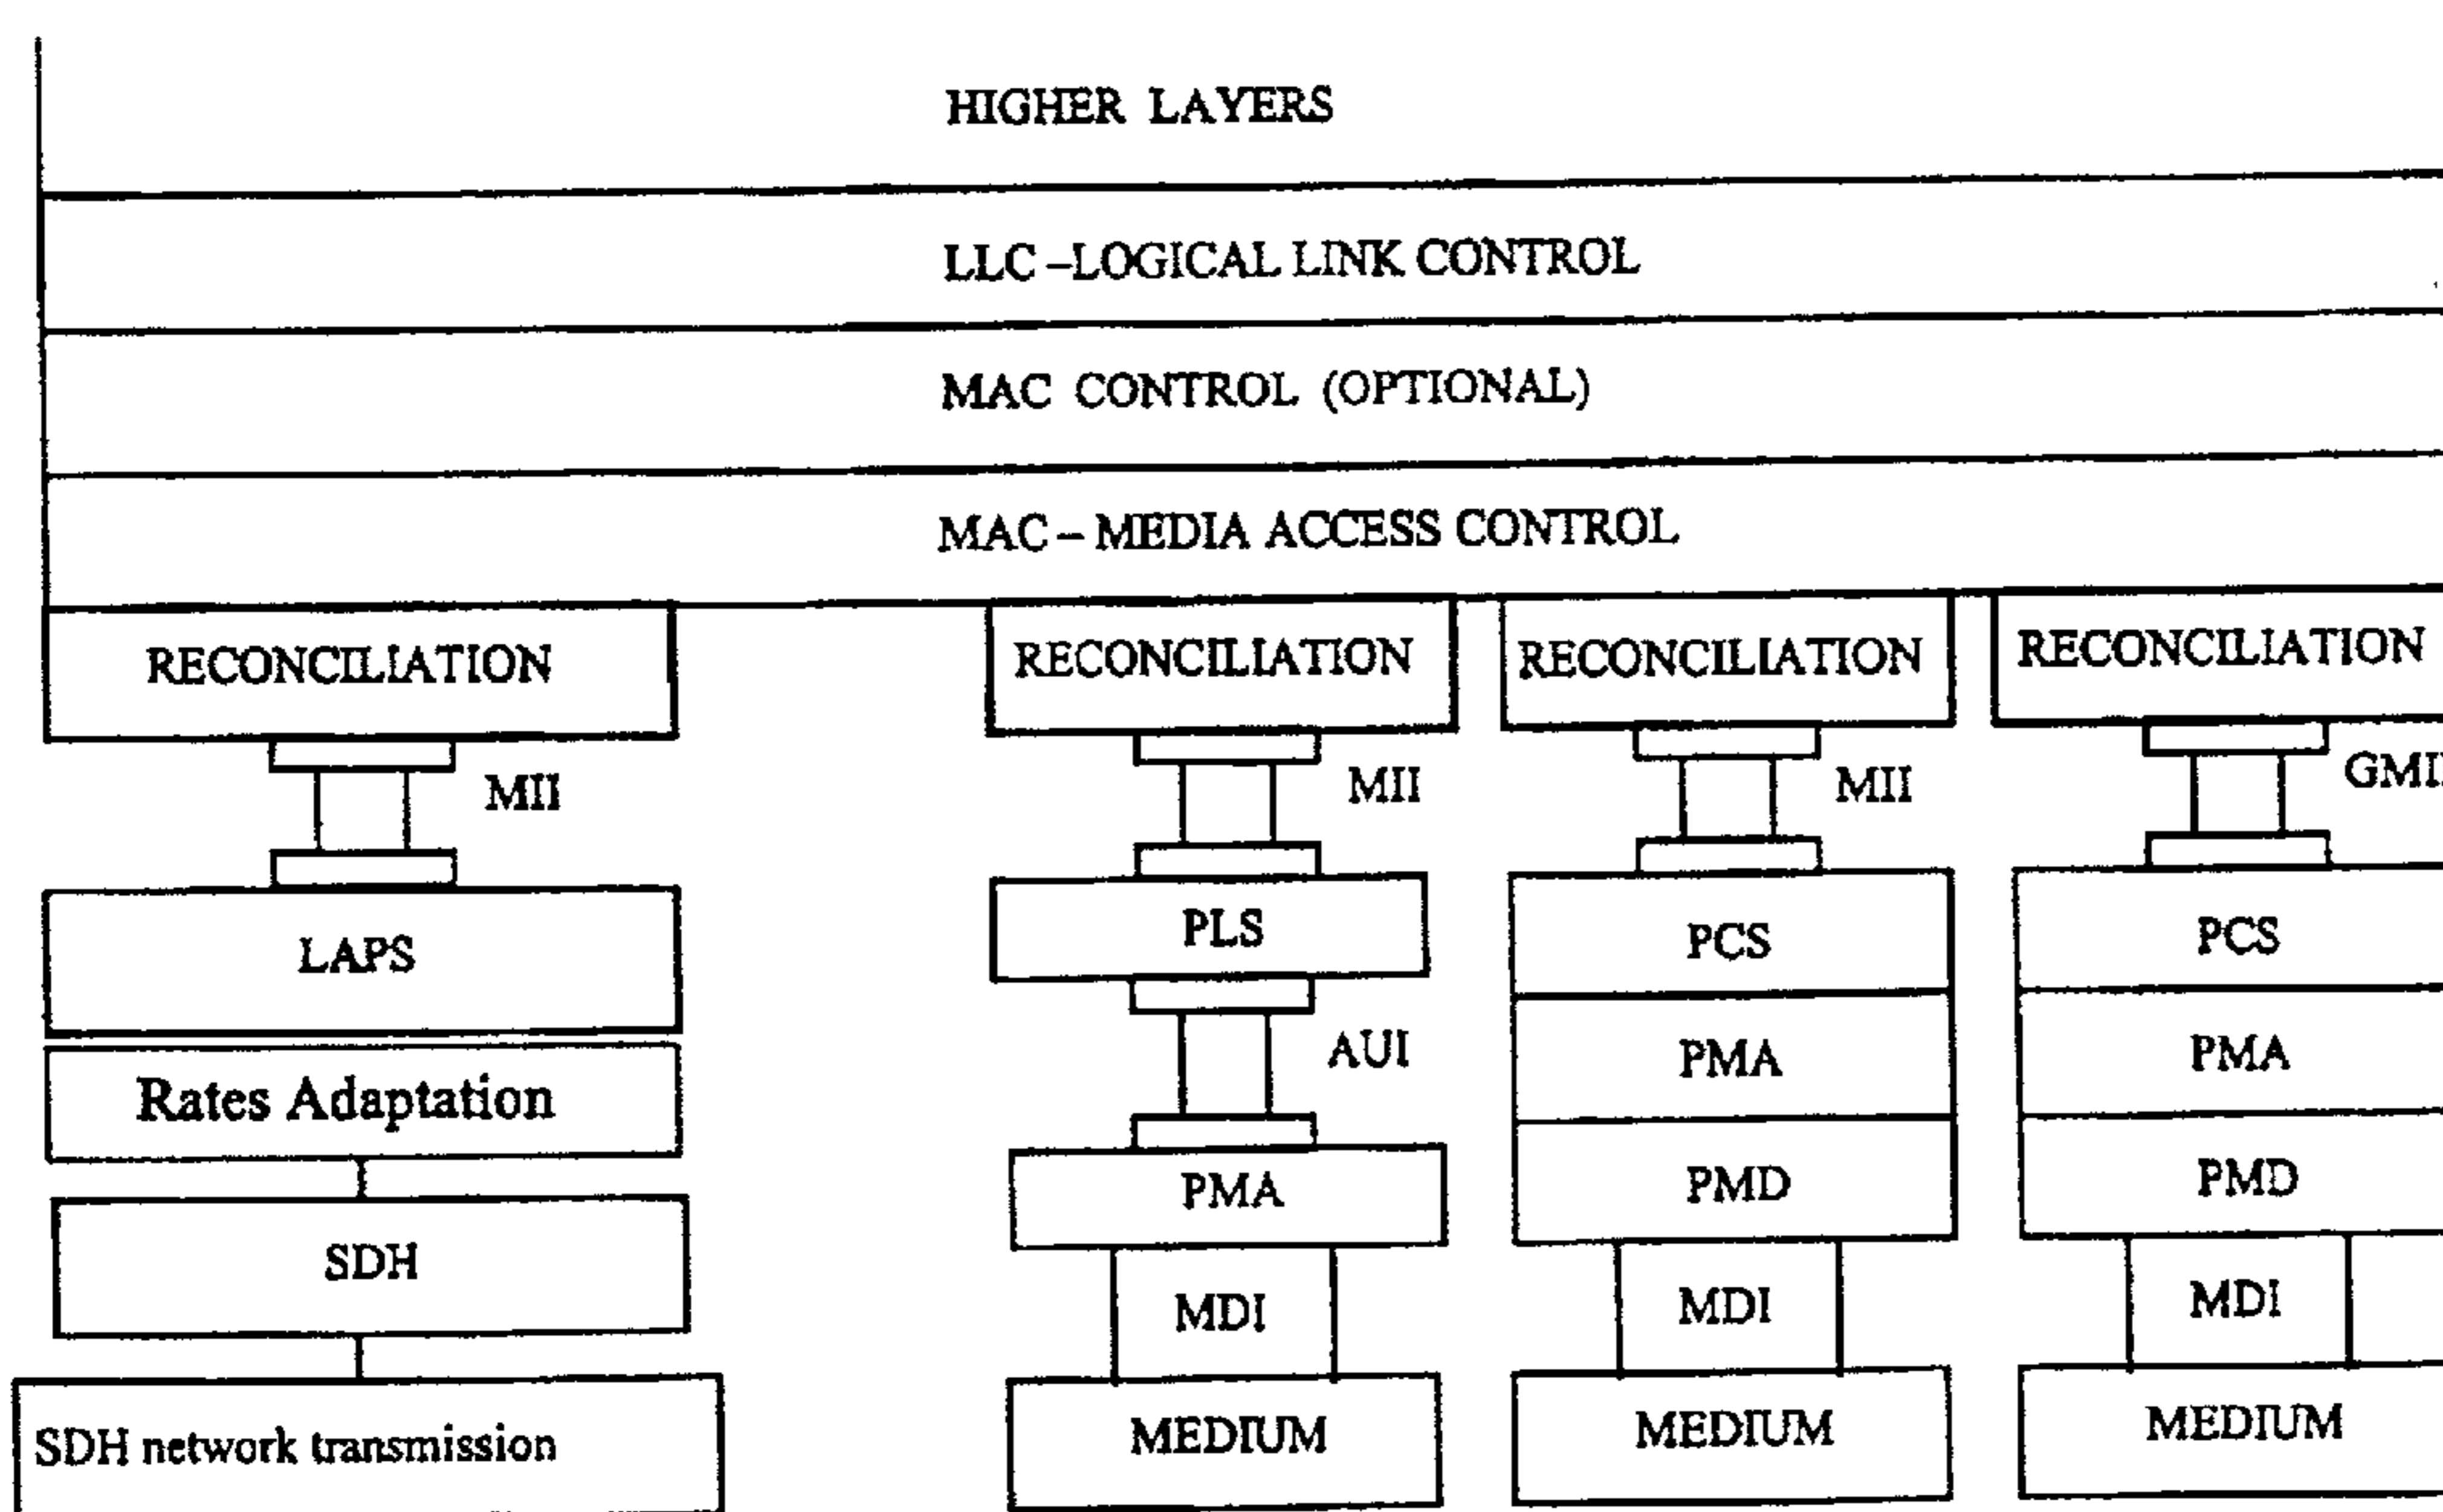 HIGHER LAYERS
LLC –LOGICAL LINK CONTROL
MAC CONTROL (OPTIONAL)
MAC – MEDIA ACCESS CONTROL
RECONCILIATION RECONCILIATION RECONCILIATION RECONCILIATION
MII MII MII GMII
LAPS PLS PCS PCS
Rates Adaptation AUI PMA PMA
SDH PMA PMD PMD
MDI MDI MDI
SDH network transmission MEDIUM MEDIUM MEDIUM